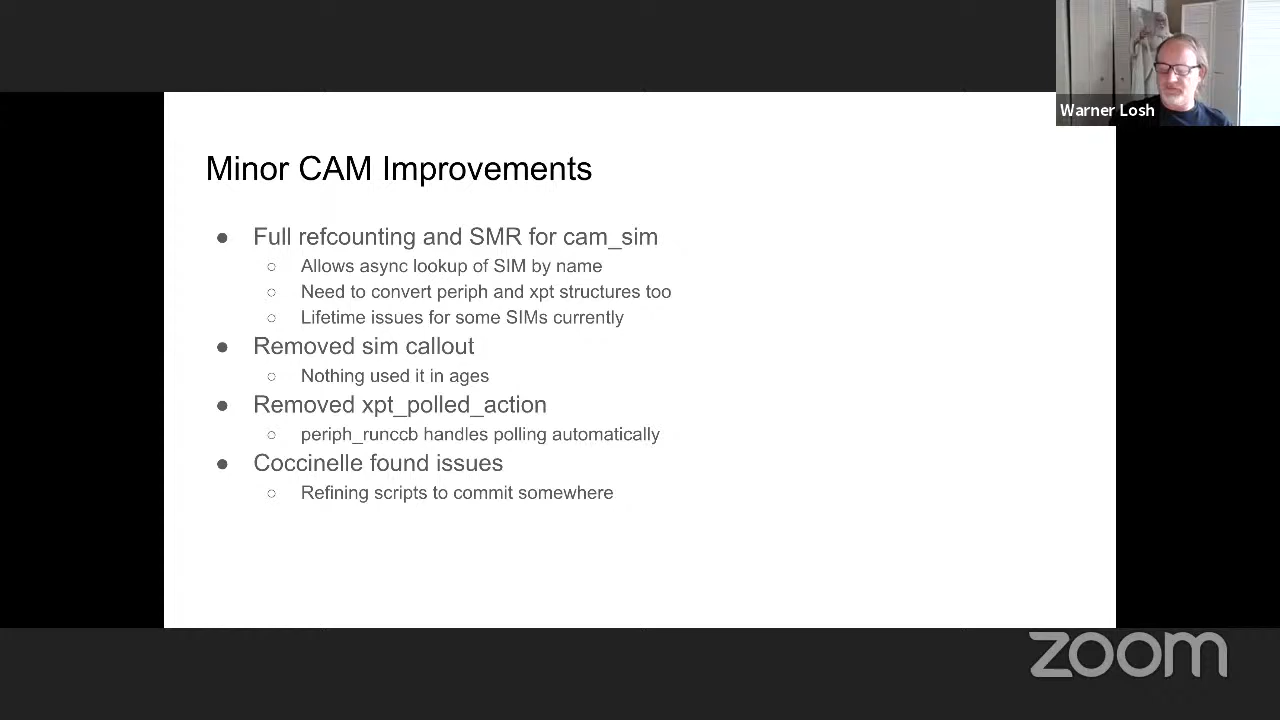 Warner Losh
Minor CAM Improvements
● Full refcounting and SMR for cam_sim
○ Allows async lookup of SIM by name
○ Need to convert periph and xpt structures too
○ Lifetime issues for some SIMs currently
● Removed sim callout
○ Nothing used it in ages
● Removed xpt_polled_action
○ periph_runccb handles polling automatically
● Coccinelle found issues
○ Refining scripts to commit somewhere
zoom